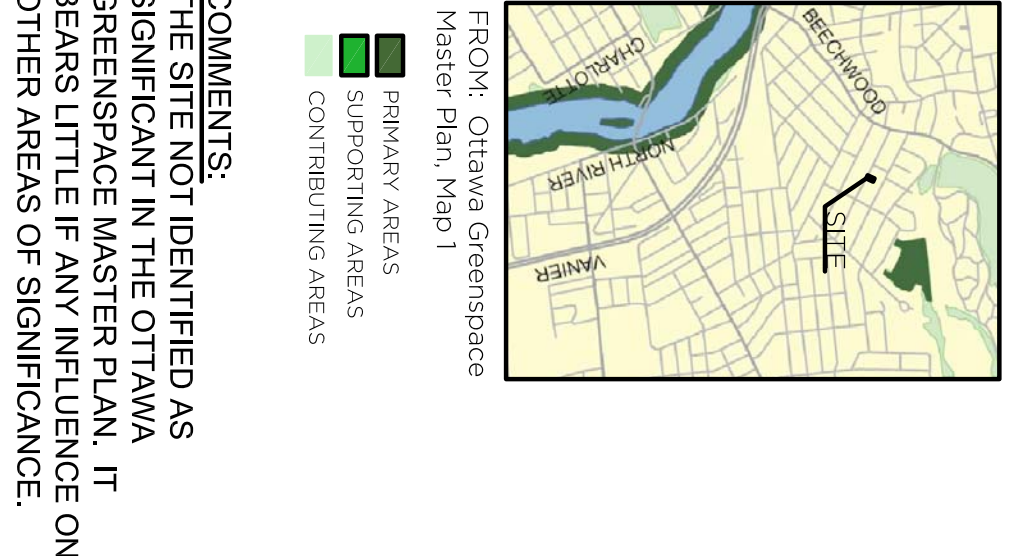 BEECHWOOD
CHARLOTTE
NORTH RIVER
SITE
VANIER
FROM: Ottawa Greenspace
Master Plan, Map 1
PRIMARY AREAS
SUPPORTING AREAS
CONTRIBUTING AREAS
COMMENTS:
THE SITE NOT IDENTIFIED AS
SIGNIFICANT IN THE OTTAWA
GREENSPACE MASTER PLAN. IT
BEARS LITTLE IF ANY INFLUENCE ON
OTHER AREAS OF SIGNIFICANCE.